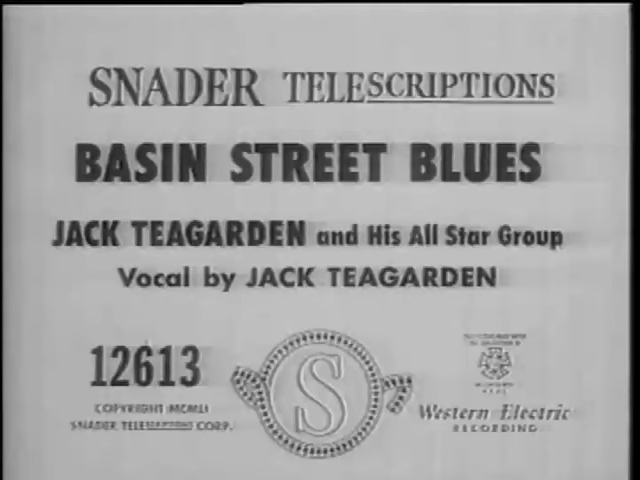 SNADER TELESCRIPTIONS
BASIN STREET BLUES
JACK TEAGARDEN and His All Star Group
Vocal by JACK TEAGARDEN
12613
COPYRIGHT MCMLI
SNADER TELESCRIPTIONS CORP.
S
Western Electric
RECORDING